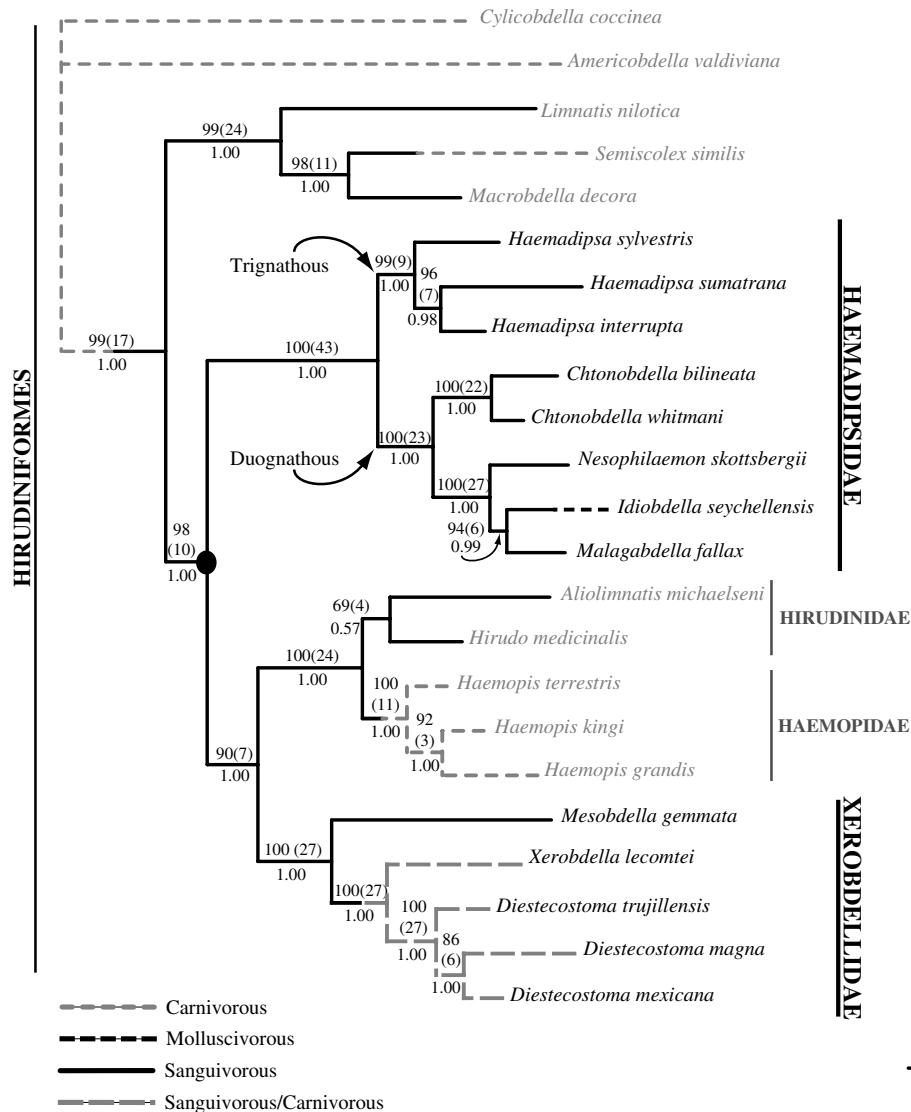 Cylicobdella coccinea
Americobdella valdiviana
Limnatis nilotica
99(24)
1.00
Semiscolex similis
98(11)
1.00
Macrobdella decora
Haemadipsa sylvestris
Trignathous
99(9)
1.00
96
(7)
0.98
Haemadipsa sumatrana
Haemadipsa interrupta
99(17)
1.00
100(43)
1.00
Chtonobdella bilineata
100(22)
1.00
Chtonobdella whitmani
100(23)
1.00
Duognathous
Nesophilaemon skottsbergii
100(27)
1.00
Idiobdella seychellensis
94(6)
0.99
Malagabdella fallax
HAEMADIPSIDAE
HIRUDINIFORMES
98
(10)
1.00
Aliolimnatis michaelseni
69(4)
0.57
Hirudo medicinalis
HIRUDINIDAE
100(24)
1.00
Haemopis terrestris
100
(11)
1.00
92
(3)
1.00
Haemopis kingi
HAEMOPIDAE
Haemopis grandis
90(7)
1.00
Mesobdella gemmata
100 (27)
1.00
Xerobdella lecomtei
100(27)
1.00
100
(27)
1.00
Diestecostoma trujillensis
86
(6)
1.00
Diestecostoma magna
Diestecostoma mexicana
XEROBDELLIDAE
Carnivorous
Molluscivorous
Sanguivorous
Sanguivorous/Carnivorous